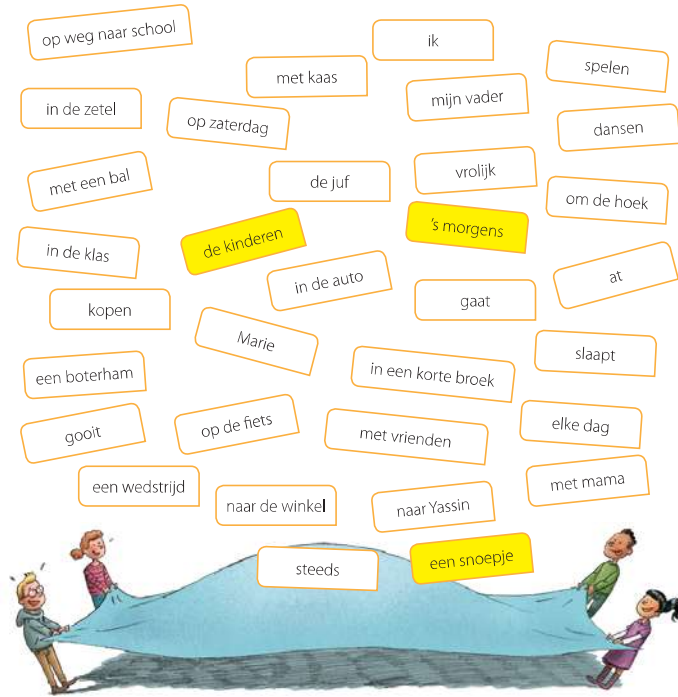 op weg naar school
ik
spelen
met kaas
mijn vader
in de zetel
op zaterdag
dansen
vrolijk
met een bal
de juf
om de hoek
's morgens
de kinderen
in de klas
in de auto
at
gaat
kopen
Marie
slaapt
in een korte broek
een boterham
elke dag
op de fiets
gooit
met vrienden
met mama
een wedstrijd
naar de winkel
naar Yassin
een snoepje
steeds